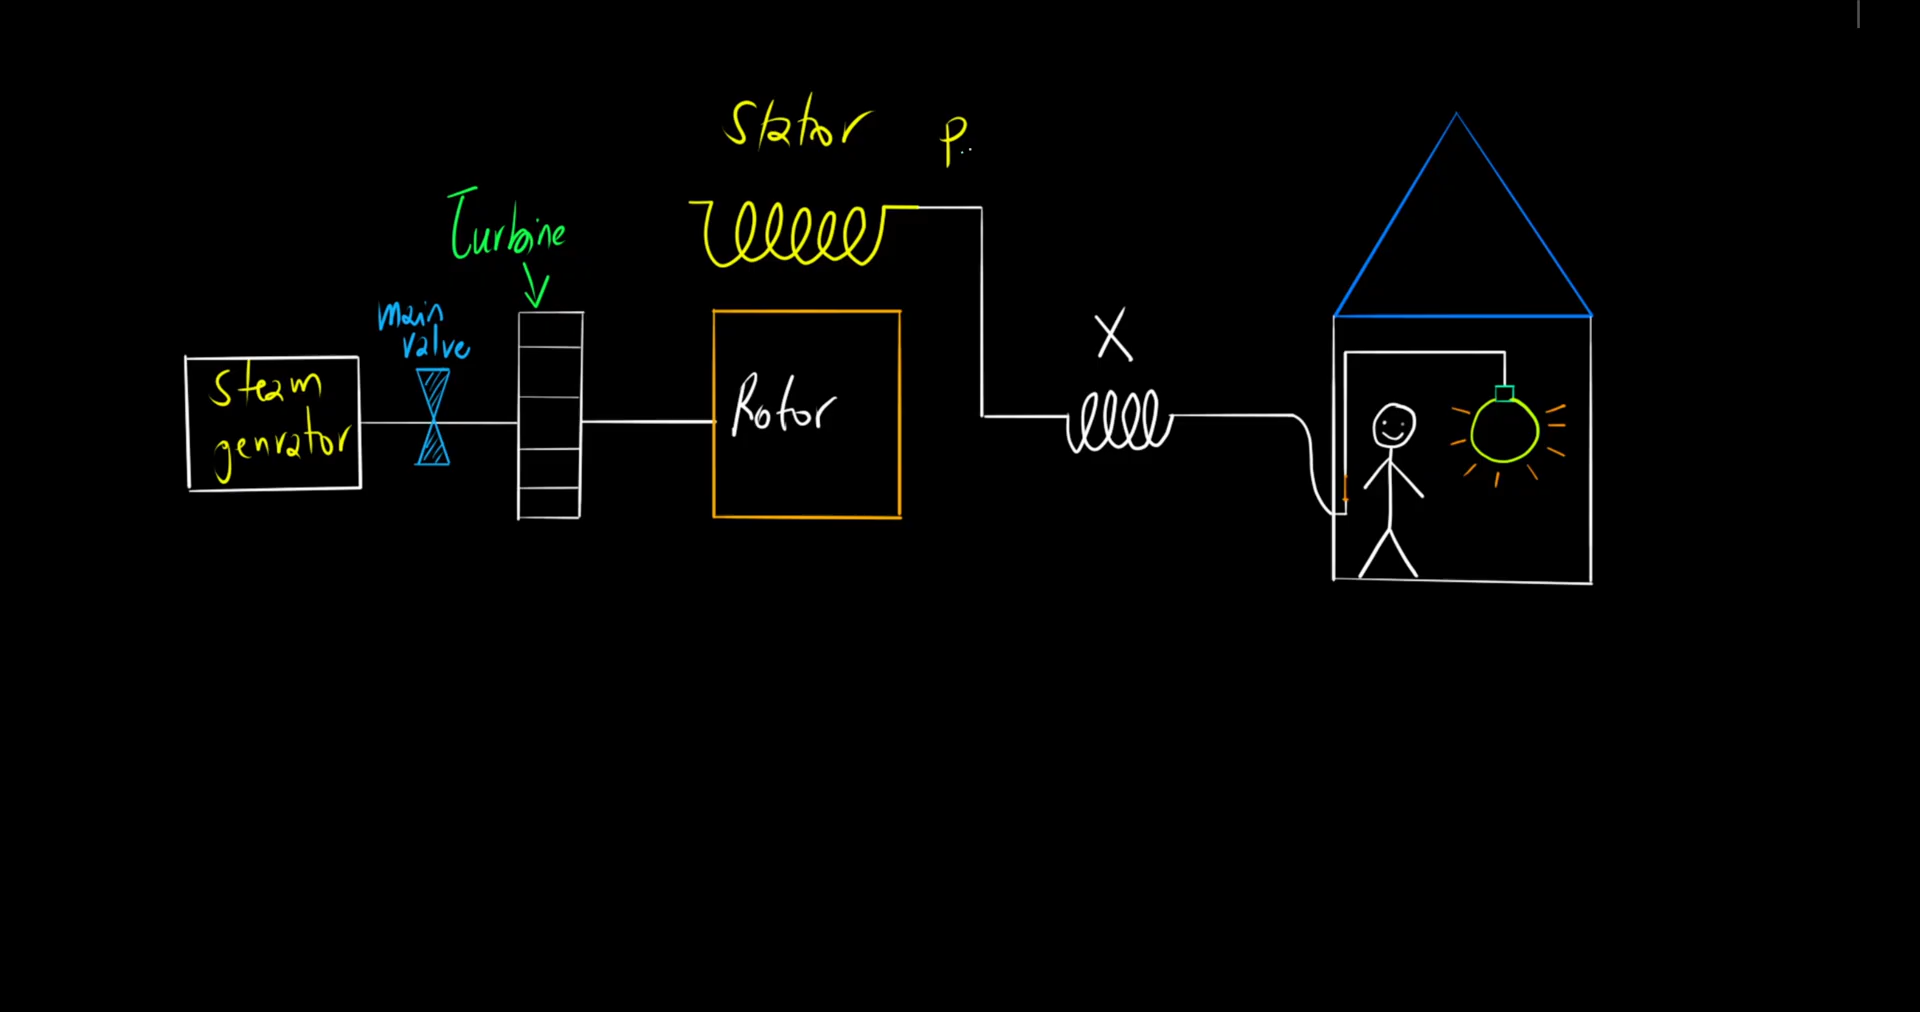 Stator P
Turbine
main
valve
Steam
genrator
Rotor
X